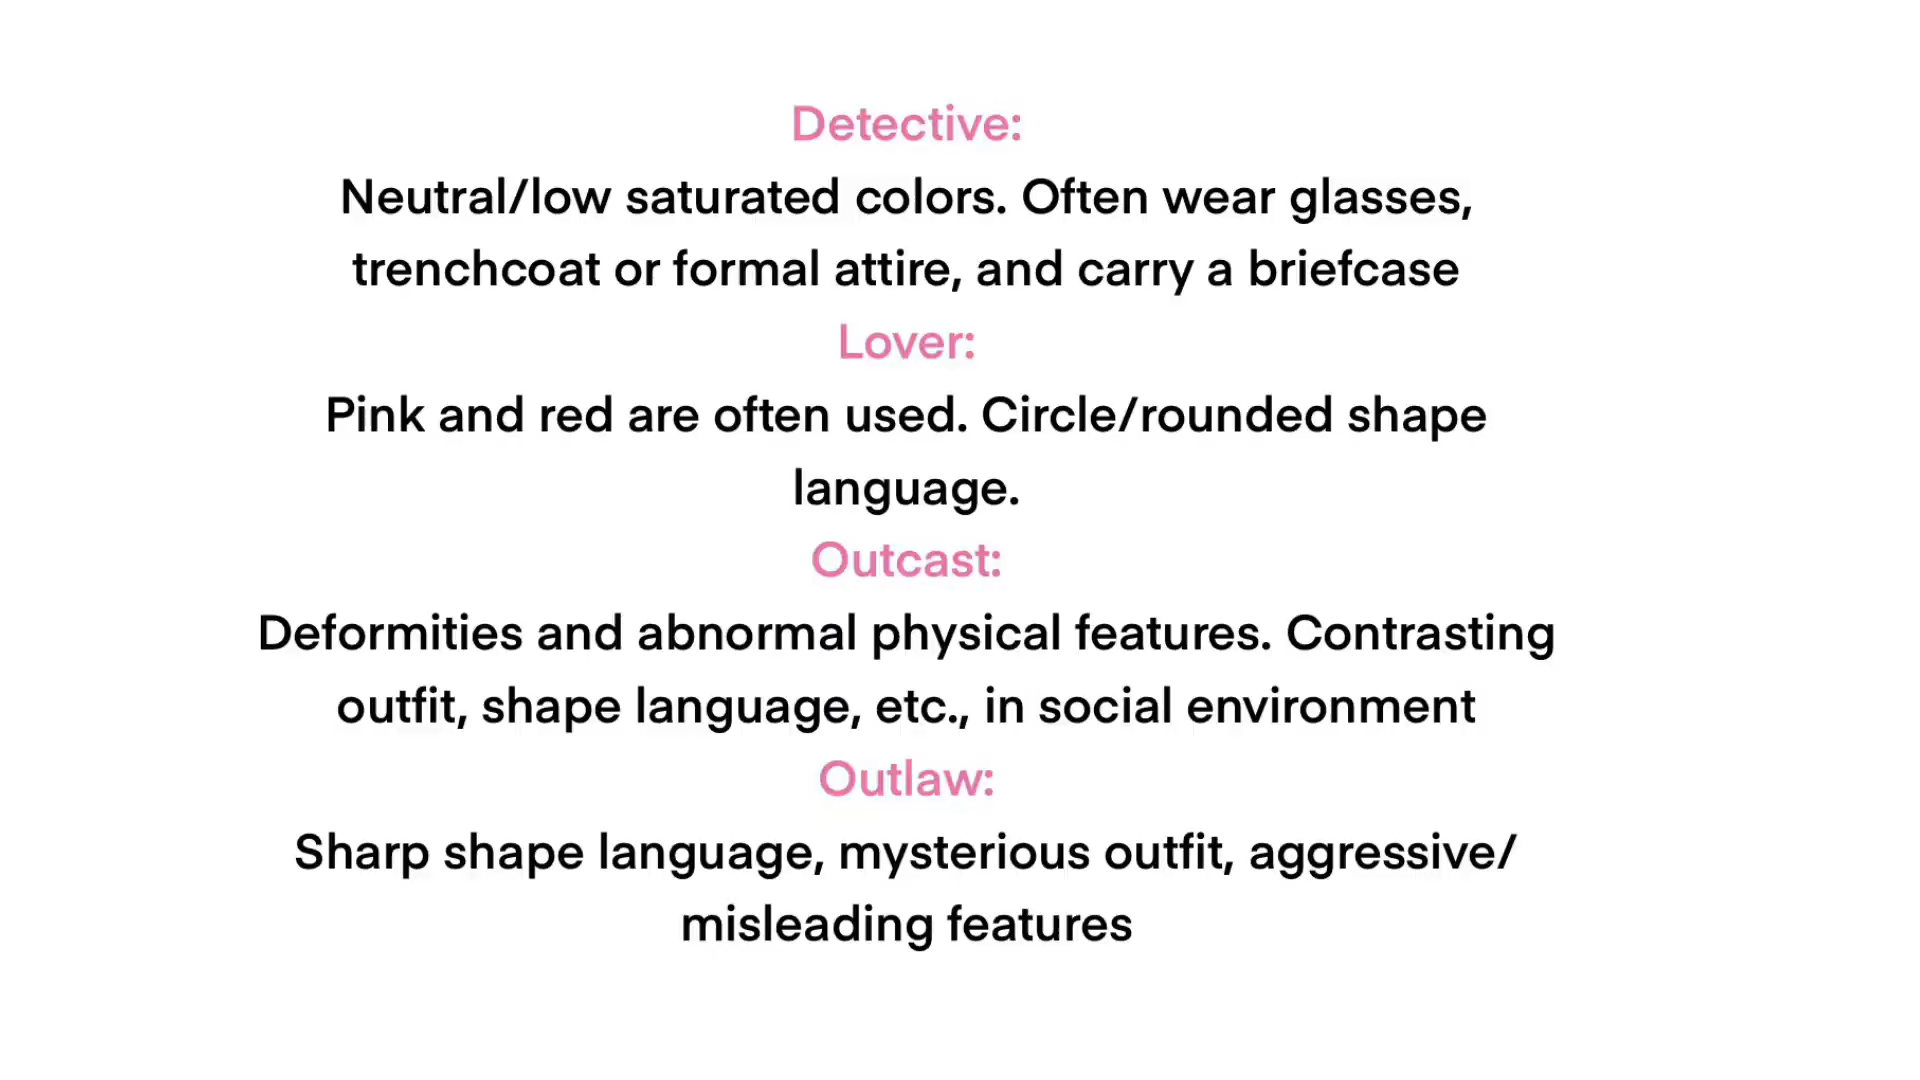 Detective:
Neutral/low saturated colors. Often wear glasses,
trenchcoat or formal attire, and carry a briefcase
Lover:
Pink and red are often used. Circle/rounded shape
language.
Outcast:
Deformities and abnormal physical features. Contrasting
outfit, shape language, etc., in social environment
Outlaw:
Sharp shape language, mysterious outfit, aggressive/
misleading features